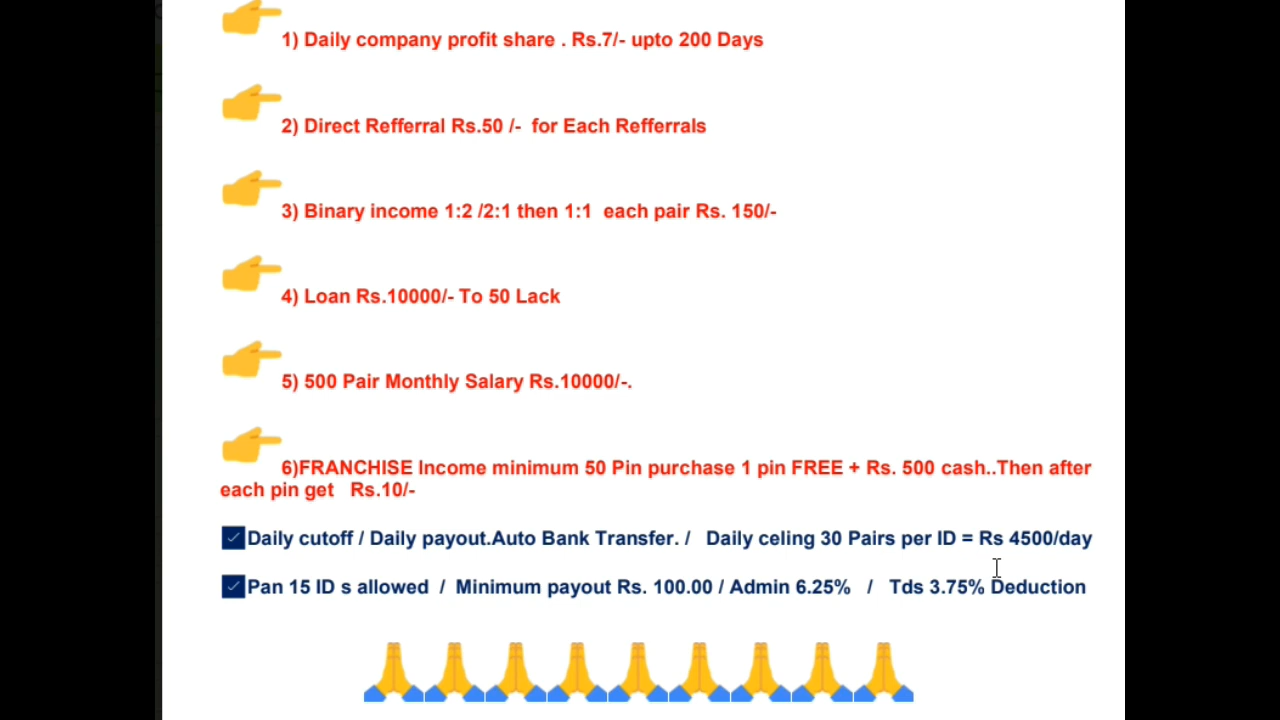 1) Daily company profit share . Rs.7/- upto 200 Days
2) Direct Refferral Rs.50 /-  for Each Refferrals
3) Binary income 1:2 /2:1 then 1:1  each pair Rs. 150/-
4) Loan Rs.10000/- To 50 Lack
5) 500 Pair Monthly Salary Rs.10000/-.
6)FRANCHISE Income minimum 50 Pin purchase 1 pin FREE + Rs. 500 cash..Then after
each pin get   Rs.10/-
Daily cutoff / Daily payout.Auto Bank Transfer. /   Daily celing 30 Pairs per ID = Rs 4500/day
Pan 15 ID s allowed  /  Minimum payout Rs. 100.00 / Admin 6.25%   /   Tds 3.75% Deduction